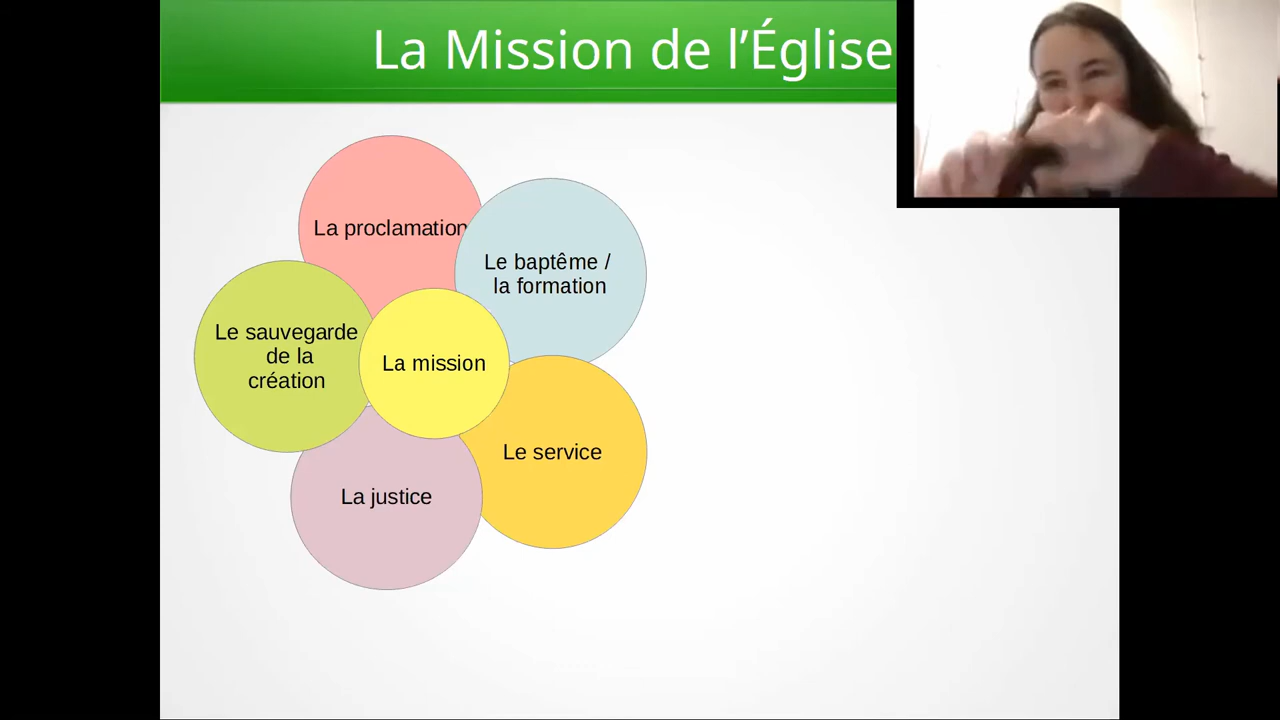 La Mission de l’Église
La proclamation
Le baptême /
la formation
Le sauvegarde
de la
création
La mission
Le service
La justice